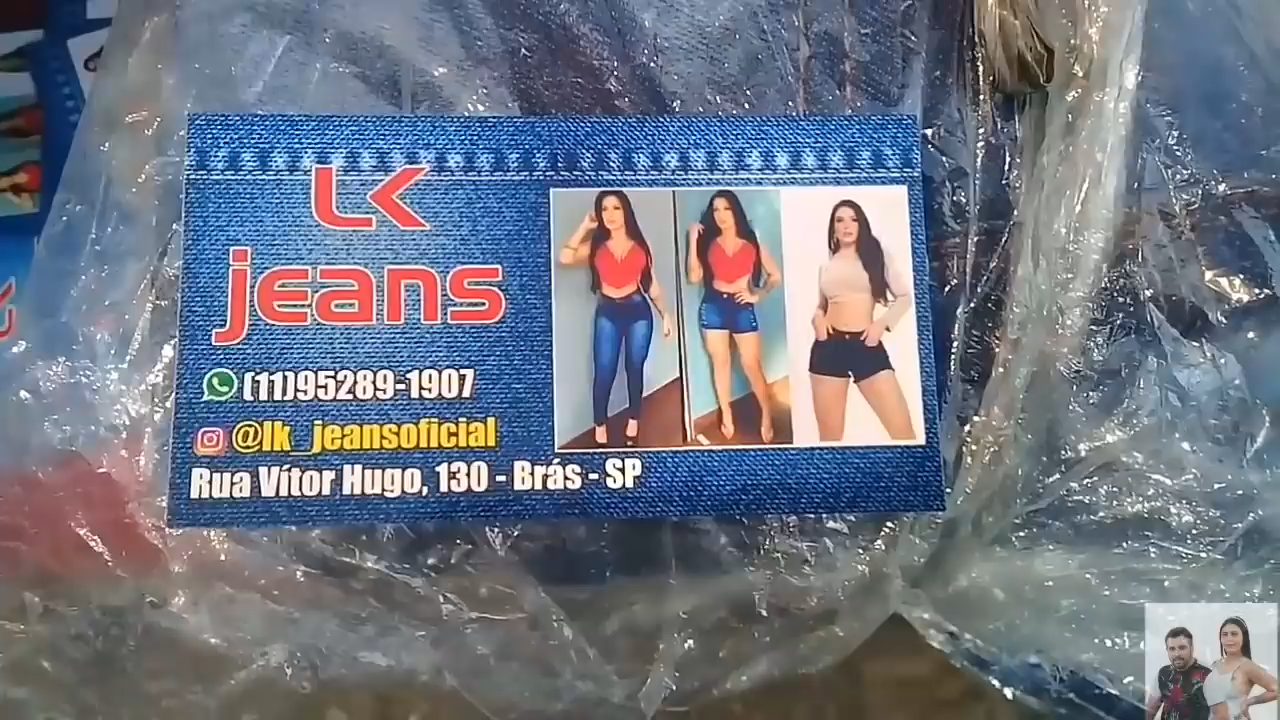 LK
jeans
(11)95289-1907
@lk_jeansoficial
Rua Vítor Hugo, 130 - Brás - SP